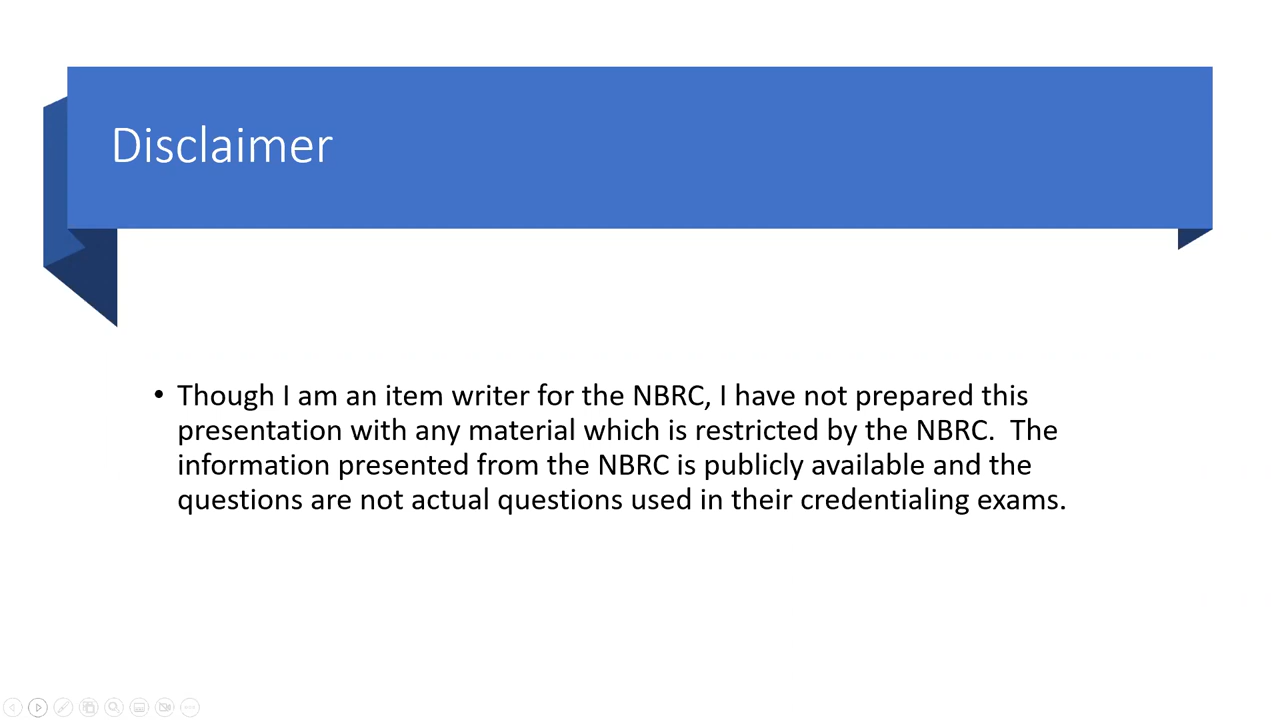 Disclaimer
• Though I am an item writer for the NBRC, I have not prepared this
presentation with any material which is restricted by the NBRC.  The
information presented from the NBRC is publicly available and the
questions are not actual questions used in their credentialing exams.